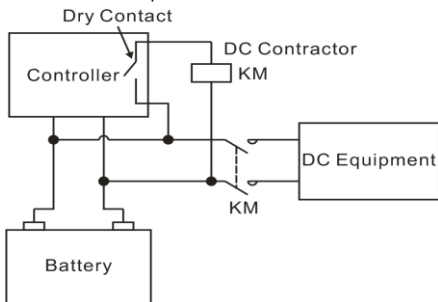 Dry Contact
DC Contractor
Controller
KM
DC Equipment
KM
Battery